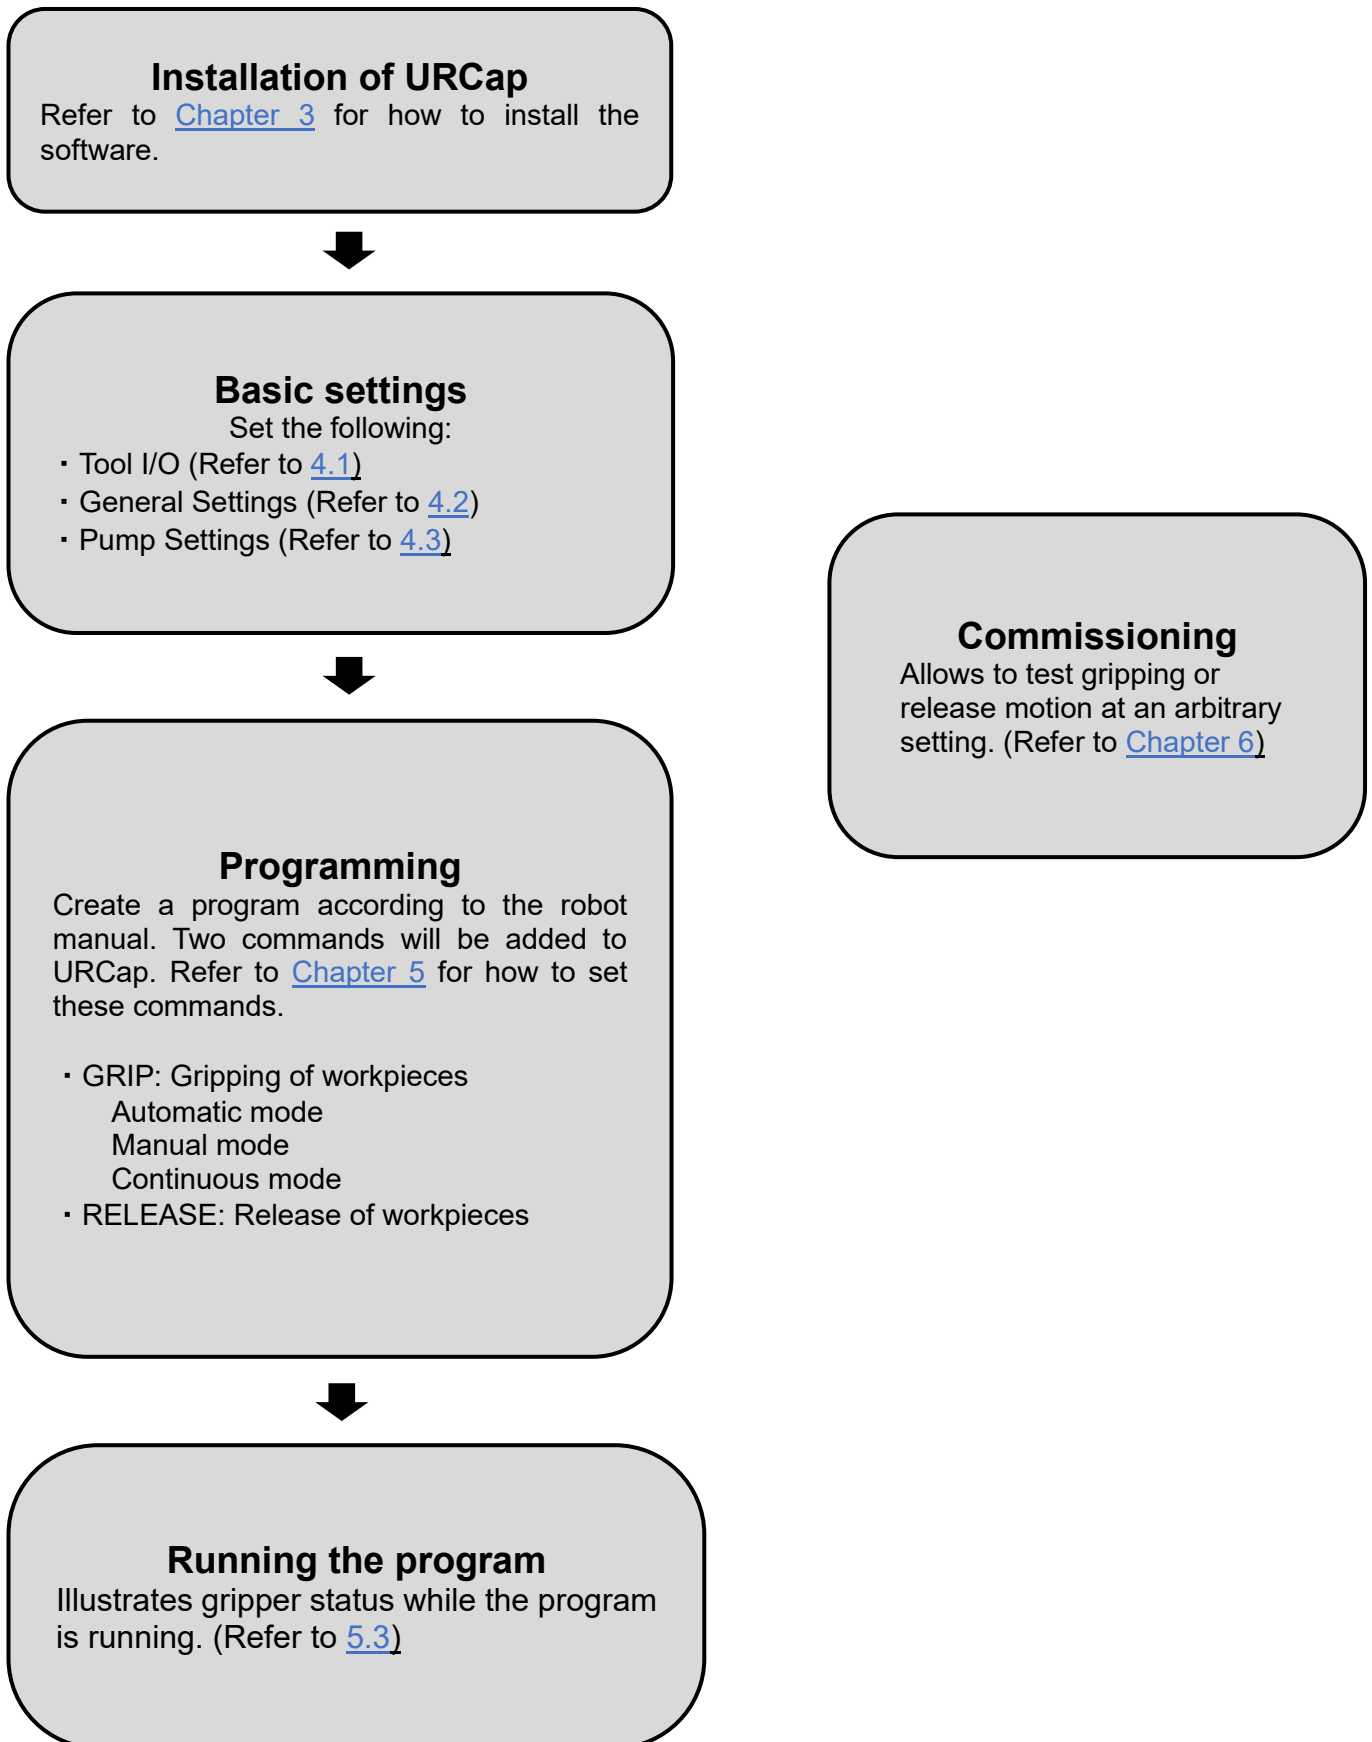 Installation of URCap
Refer to Chapter 3 for how to install the
software.
Basic settings
Set the following:
・Tool I/O (Refer to 4.1)
・General Settings (Refer to 4.2)
・Pump Settings (Refer to 4.3)
Commissioning
Allows to test gripping or
release motion at an arbitrary
setting. (Refer to Chapter 6)
Programming
Create a program according to the robot
manual. Two commands will be added to
URCap. Refer to Chapter 5 for how to set
these commands.
・GRIP: Gripping of workpieces
Automatic mode
Manual mode
Continuous mode
・RELEASE: Release of workpieces
Running the program
Illustrates gripper status while the program
is running. (Refer to 5.3)